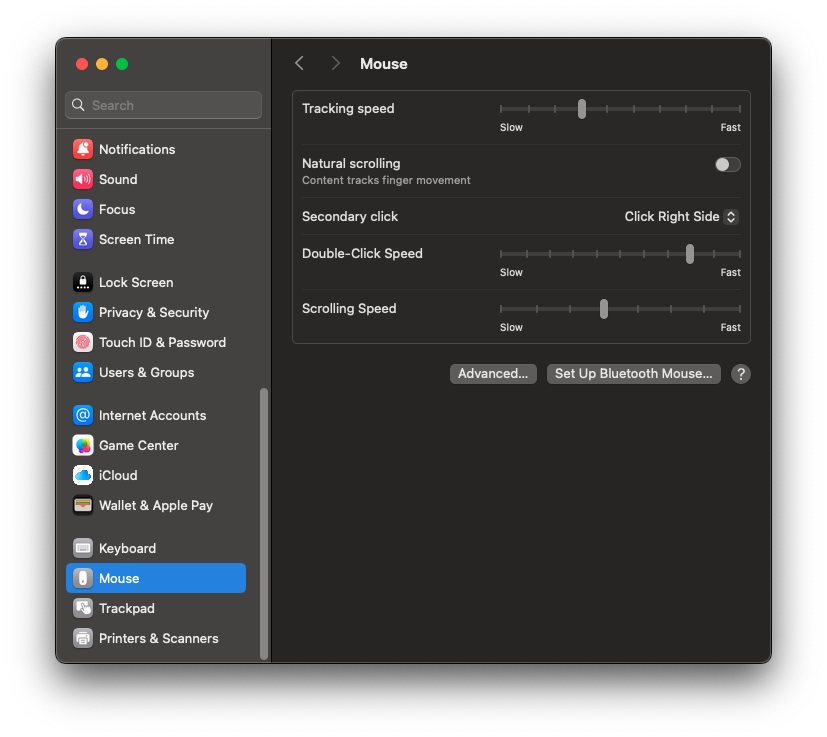 Search
Notifications
Sound
Focus
Screen Time
Lock Screen
Privacy & Security
Touch ID & Password
Users & Groups
Internet Accounts
Game Center
iCloud
Wallet & Apple Pay
Keyboard
Mouse
Trackpad
Printers & Scanners
Mouse
Tracking speed
Slow Fast
Natural scrolling
Content tracks finger movement
Secondary click Click Right Side
Double-Click Speed
Slow Fast
Scrolling Speed
Slow Fast
Advanced... Set Up Bluetooth Mouse... ?